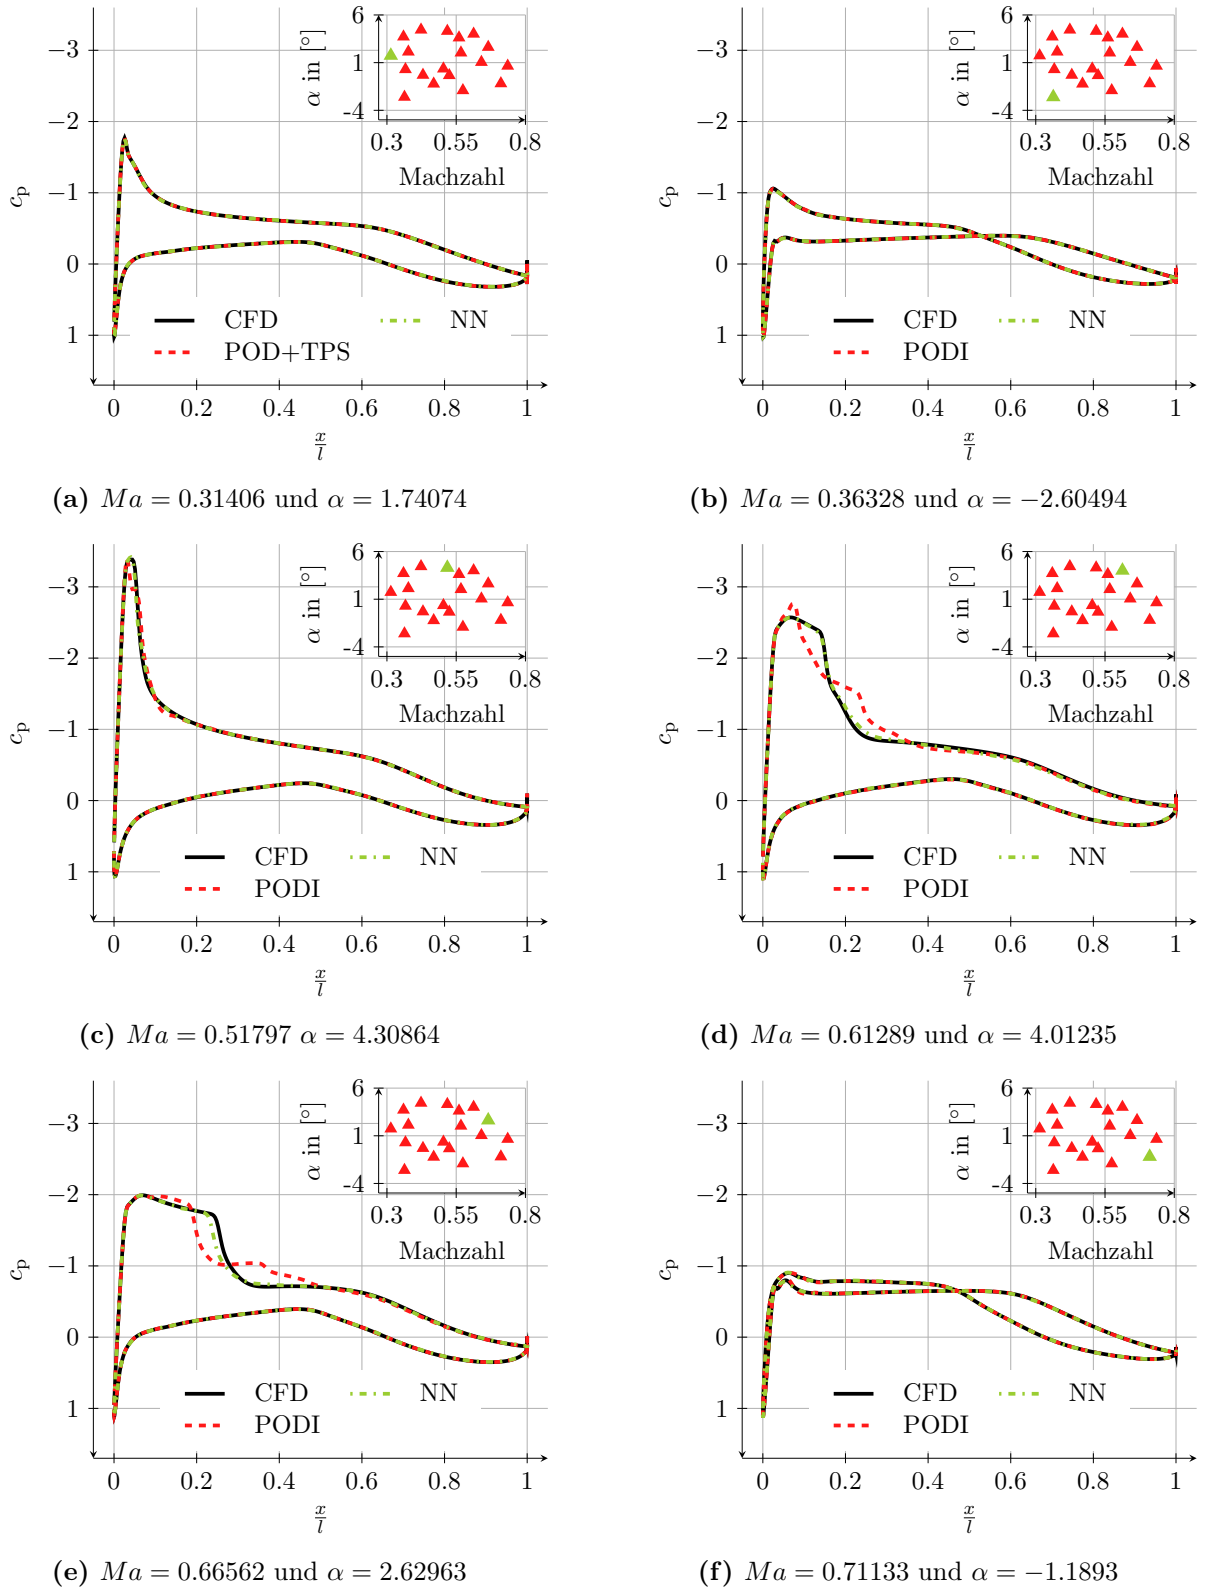 6
1
-4
α in [°]
0.3 0.55 0.8
Machzahl
−3
−2
−1
0
1
c_p
CFD NN
POD+TPS
0 0.2 0.4 0.6 0.8 1
x/l
(a) Ma = 0.31406 und α = 1.74074
6
1
-4
α in [°]
0.3 0.55 0.8
Machzahl
−3
−2
−1
0
1
c_p
CFD NN
PODI
0 0.2 0.4 0.6 0.8 1
x/l
(b) Ma = 0.36328 und α = −2.60494
6
1
-4
α in [°]
0.3 0.55 0.8
Machzahl
−3
−2
−1
0
1
c_p
CFD NN
PODI
0 0.2 0.4 0.6 0.8 1
x/l
(c) Ma = 0.51797 α = 4.30864
6
1
-4
α in [°]
0.3 0.55 0.8
Machzahl
−3
−2
−1
0
1
c_p
CFD NN
PODI
0 0.2 0.4 0.6 0.8 1
x/l
(d) Ma = 0.61289 und α = 4.01235
6
1
-4
α in [°]
0.3 0.55 0.8
Machzahl
−3
−2
−1
0
1
c_p
CFD NN
PODI
0 0.2 0.4 0.6 0.8 1
x/l
(e) Ma = 0.66562 und α = 2.62963
6
1
-4
α in [°]
0.3 0.55 0.8
Machzahl
−3
−2
−1
0
1
c_p
CFD NN
PODI
0 0.2 0.4 0.6 0.8 1
x/l
(f) Ma = 0.71133 und α = −1.1893